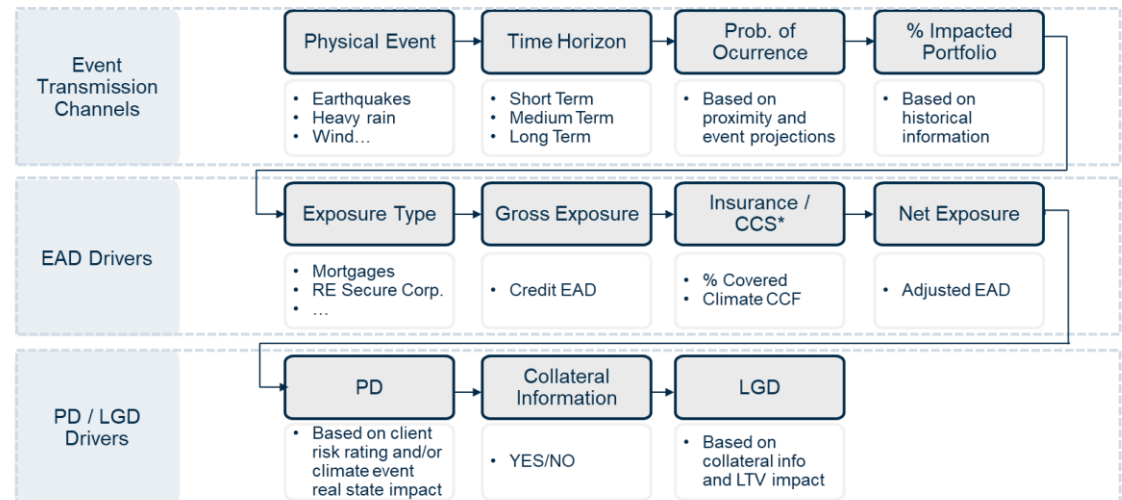 Event
Transmission
Channels
Physical Event
Time Horizon
Prob. of
Ocurrence
% Impacted
Portfolio
• Earthquakes
• Heavy rain
• Wind…
• Short Term
• Medium Term
• Long Term
• Based on
proximity and
event projections
• Based on
historical
information
EAD Drivers
Exposure Type
Gross Exposure
Insurance /
CCS*
Net Exposure
• Mortgages
• RE Secure Corp.
• …
• Credit EAD
• % Covered
• Climate CCF
• Adjusted EAD
PD / LGD
Drivers
PD
Collateral
Information
LGD
• Based on client
risk rating and/or
climate event
real state impact
• YES/NO
• Based on
collateral info
and LTV impact